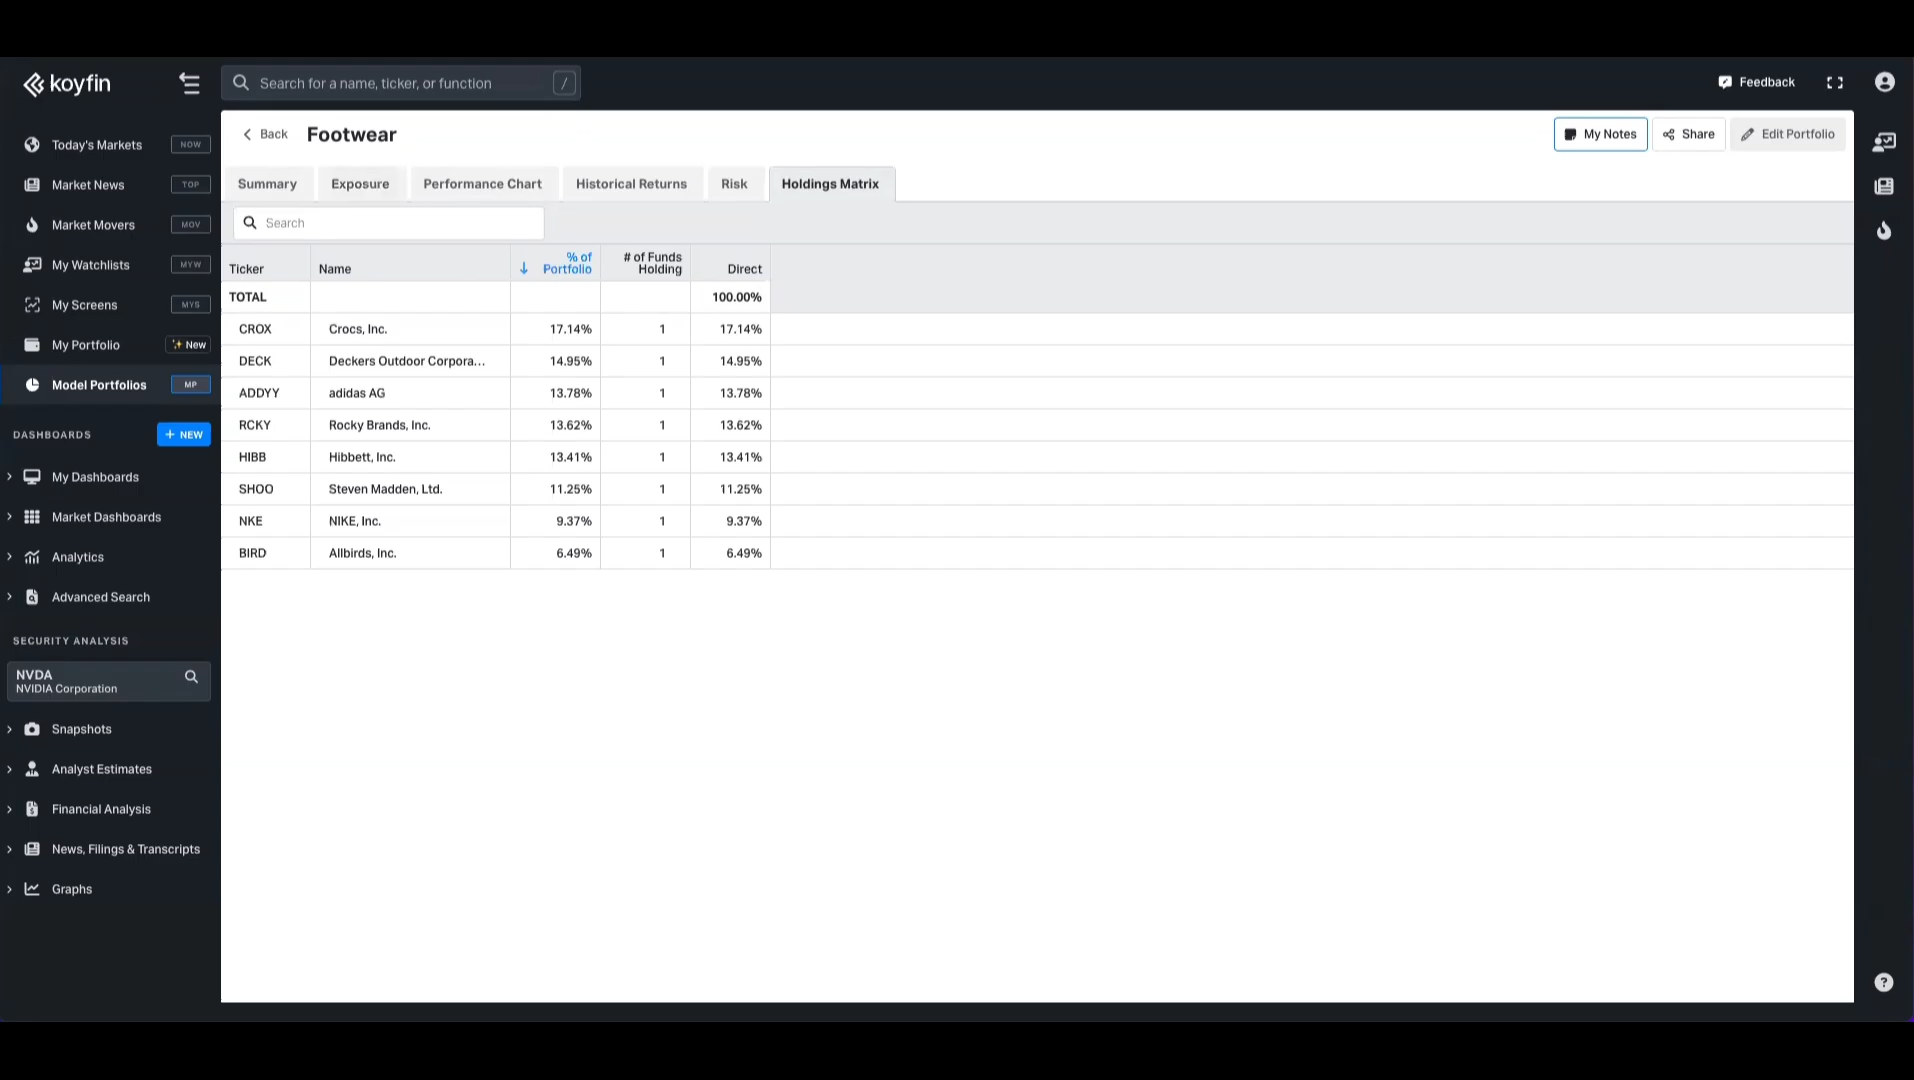 koyfin
Search for a name, ticker, or function /
Feedback
Today's Markets NOW
Market News TOP
Market Movers MOV
My Watchlists MYW
My Screens MYS
My Portfolio New
Model Portfolios MP
DASHBOARDS + NEW
My Dashboards
Market Dashboards
Analytics
Advanced Search
SECURITY ANALYSIS
NVDA
NVIDIA Corporation
Snapshots
Analyst Estimates
Financial Analysis
News, Filings & Transcripts
Graphs
Back Footwear
My Notes Share Edit Portfolio
Summary Exposure Performance Chart Historical Returns Risk Holdings Matrix
Search
Ticker Name % of Portfolio # of Funds Holding Direct
TOTAL 100.00%
CROX Crocs, Inc. 17.14% 1 17.14%
DECK Deckers Outdoor Corpora... 14.95% 1 14.95%
ADDYY adidas AG 13.78% 1 13.78%
RCKY Rocky Brands, Inc. 13.62% 1 13.62%
HIBB Hibbett, Inc. 13.41% 1 13.41%
SHOO Steven Madden, Ltd. 11.25% 1 11.25%
NKE NIKE, Inc. 9.37% 1 9.37%
BIRD Allbirds, Inc. 6.49% 1 6.49%
?